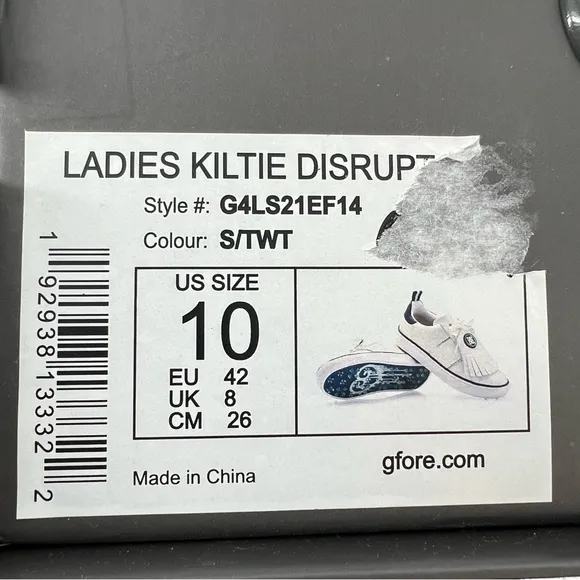 LADIES KILTIE DISRUPT
Style #: G4LS21EF14
Colour: S/TWT
1 92938 13332 2
US SIZE
10
EU 42
UK 8
CM 26
Made in China
gfore.com